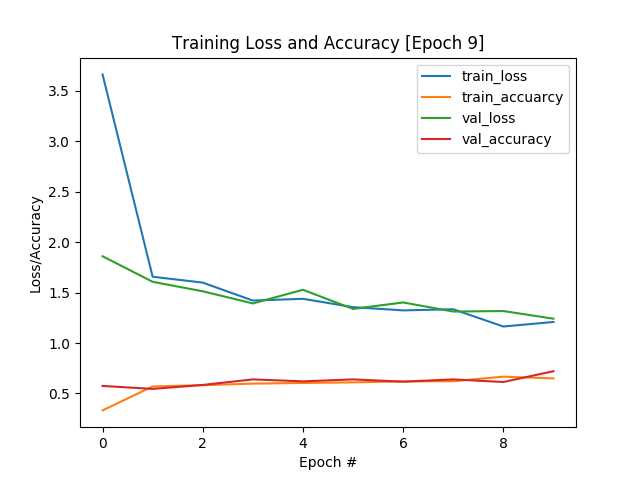 Training Loss and Accuracy [Epoch 9]
train_loss
train_accuarcy
val_loss
val_accuracy
3.5
3.0
2.5
2.0
1.5
1.0
0.5
Loss/Accuracy
0 2 4 6 8
Epoch #